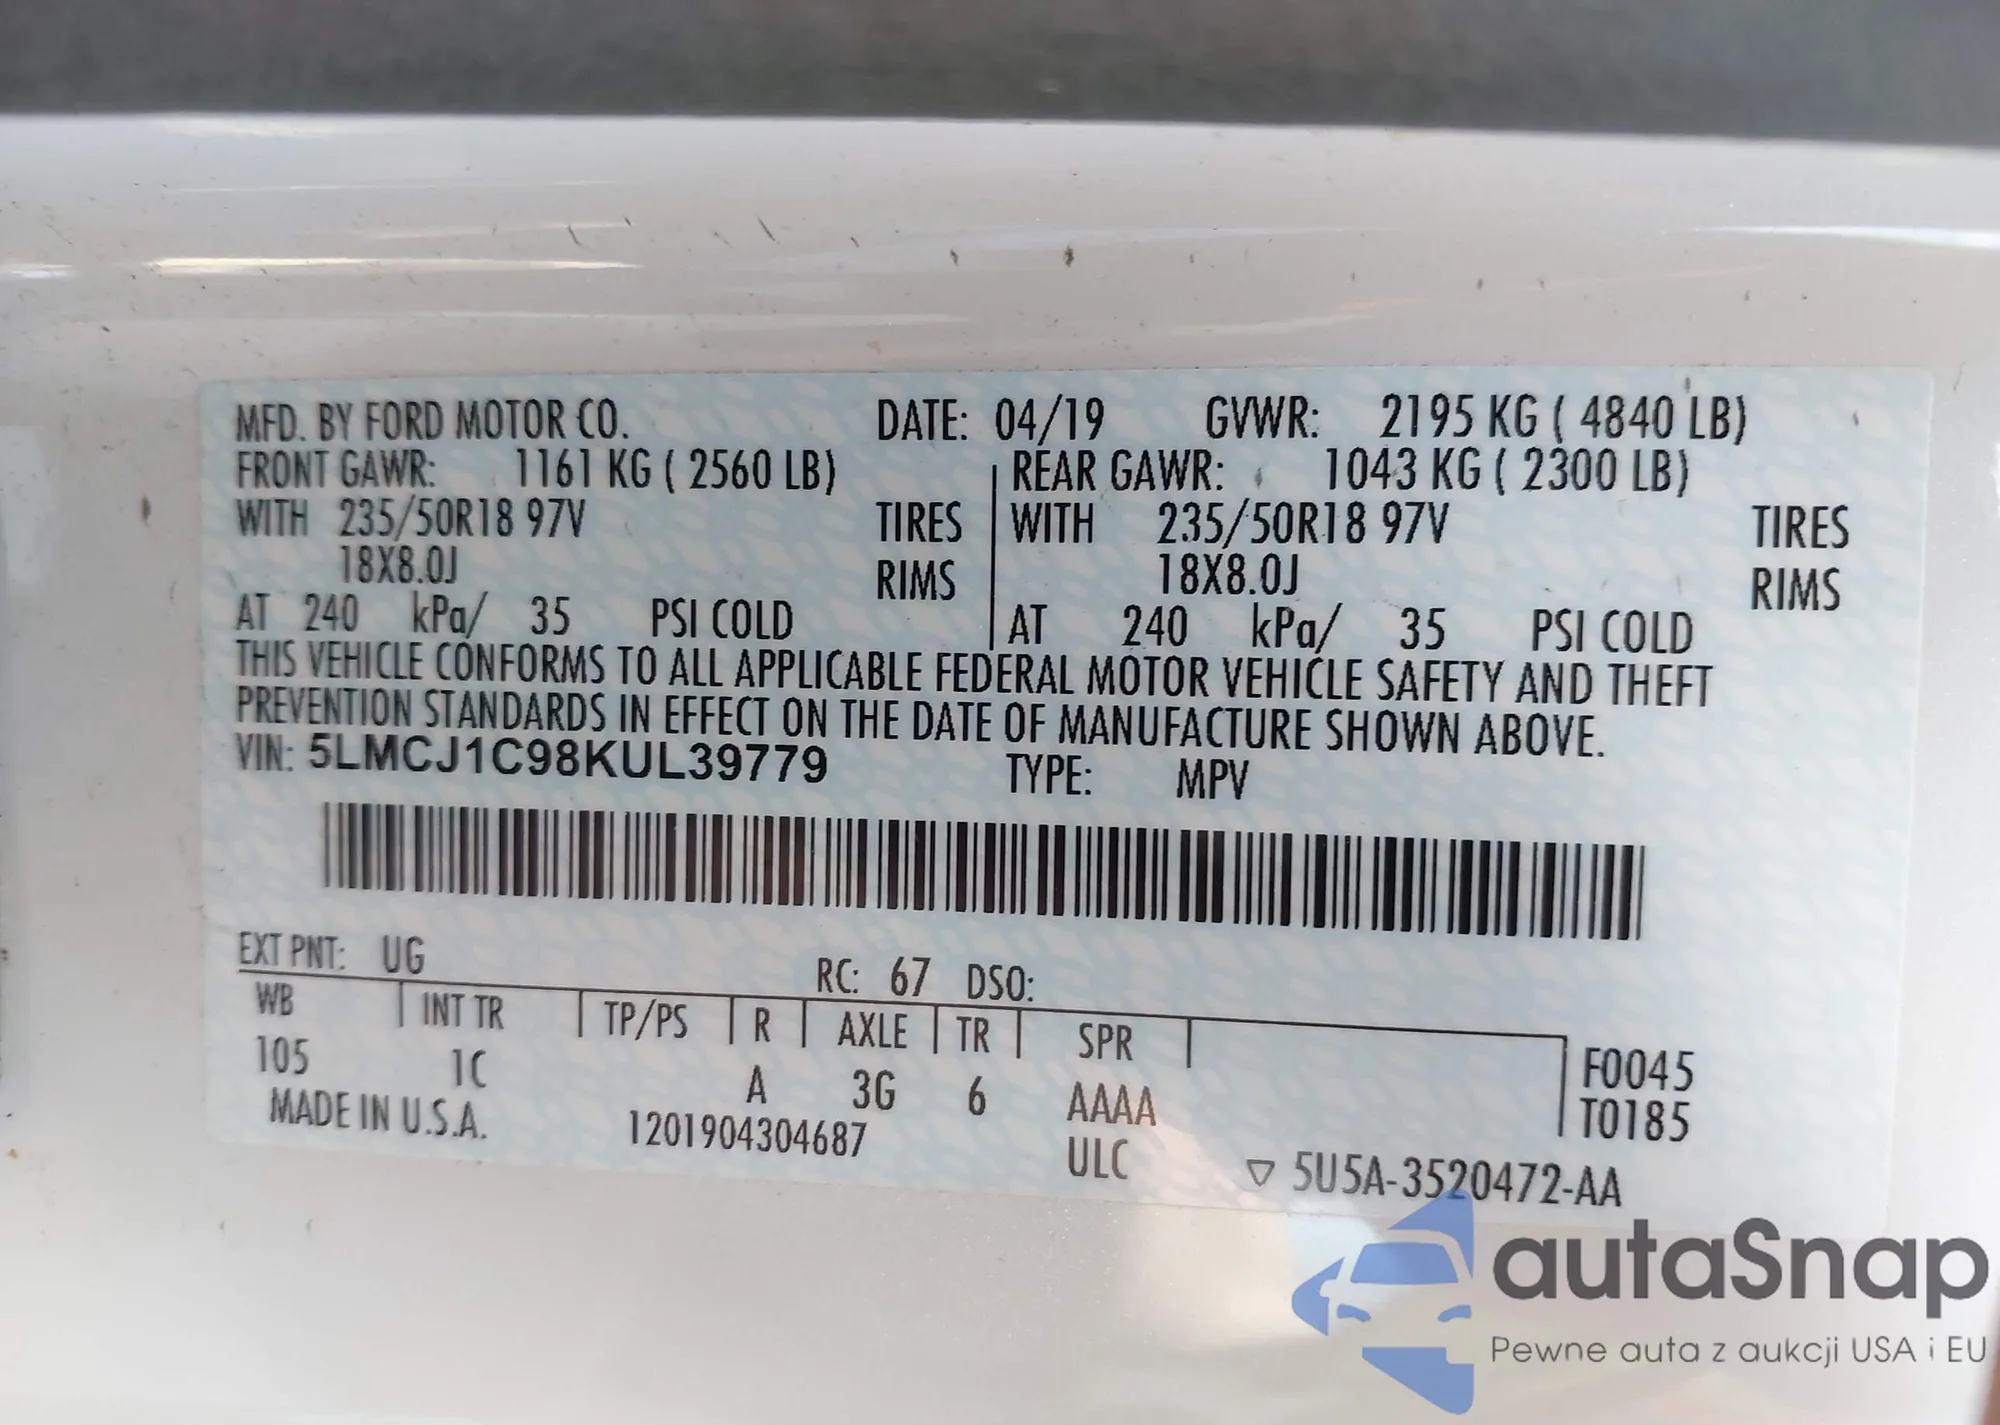 MFD. BY FORD MOTOR CO. DATE: 04/19 GVWR: 2195 KG ( 4840 LB)
FRONT GAWR: 1161 KG ( 2560 LB) REAR GAWR: 1043 KG ( 2300 LB)
WITH 235/50R18 97V TIRES WITH 235/50R18 97V TIRES
18X8.0J RIMS 18X8.0J RIMS
AT 240 kPa/ 35 PSI COLD AT 240 kPa/ 35 PSI COLD
THIS VEHICLE CONFORMS TO ALL APPLICABLE FEDERAL MOTOR VEHICLE SAFETY AND THEFT
PREVENTION STANDARDS IN EFFECT ON THE DATE OF MANUFACTURE SHOWN ABOVE.
VIN: 5LMCJ1C98KUL39779 TYPE: MPV
EXT PNT: UG RC: 67 DSO:
WB INT TR TP/PS R AXLE TR SPR
105 1C A 3G 6 AAAA F0045
T0185
MADE IN U.S.A. 1201904304687 ULC ▽ 5U5A-3520472-AA
autaSnap
Pewne auta z aukcji USA i EU